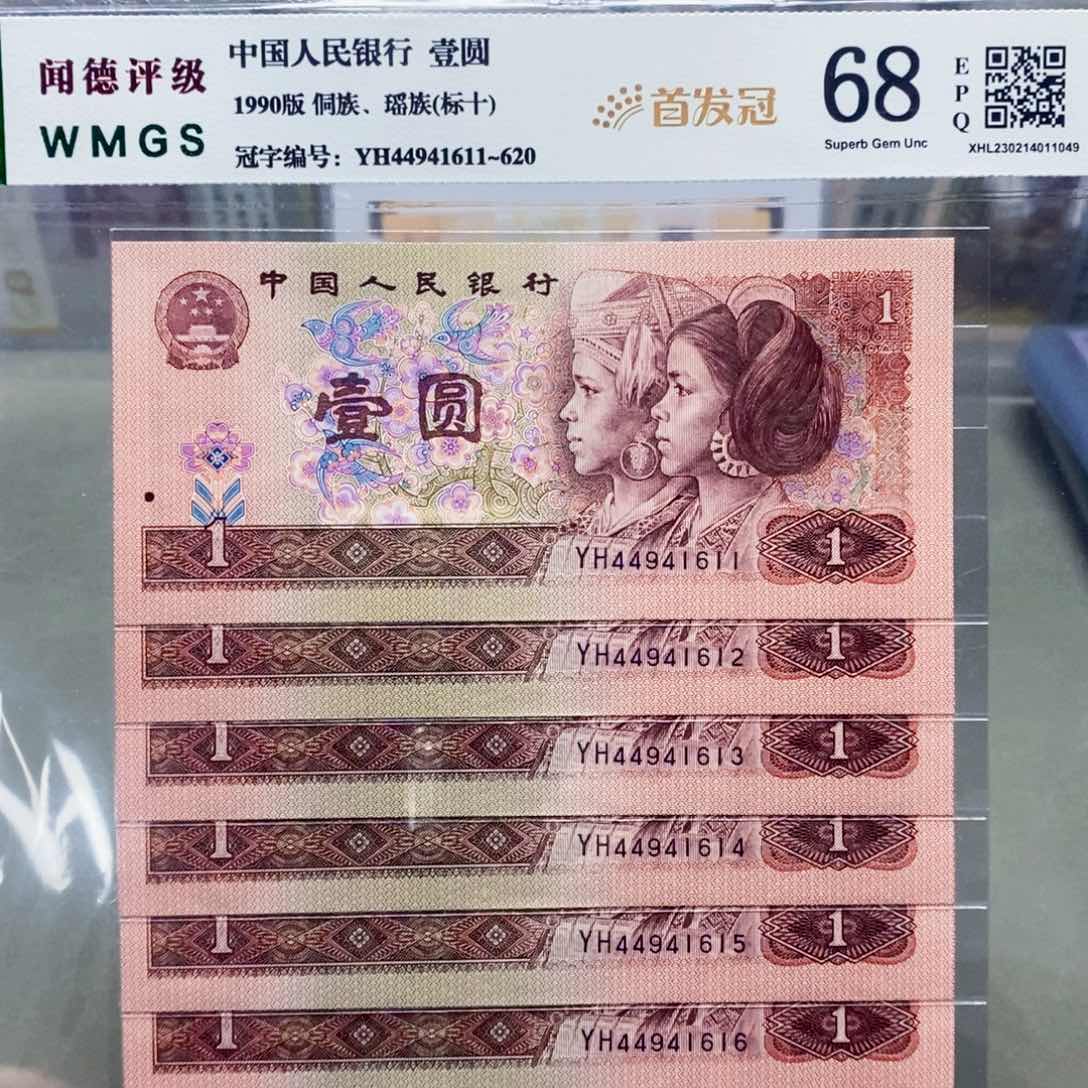 闻德评级
WMGS
中国人民银行 壹圆
1990版 侗族、瑶族(标十)
冠字编号：YH44941611~620
首发冠
68
Superb Gem Unc
EPQ
XHL230214011049
中国人民银行
1
壹圆
1
YH44941611
1
1
YH44941612
1
1
YH44941613
1
1
YH44941614
1
1
YH44941615
1
1
YH44941616
1